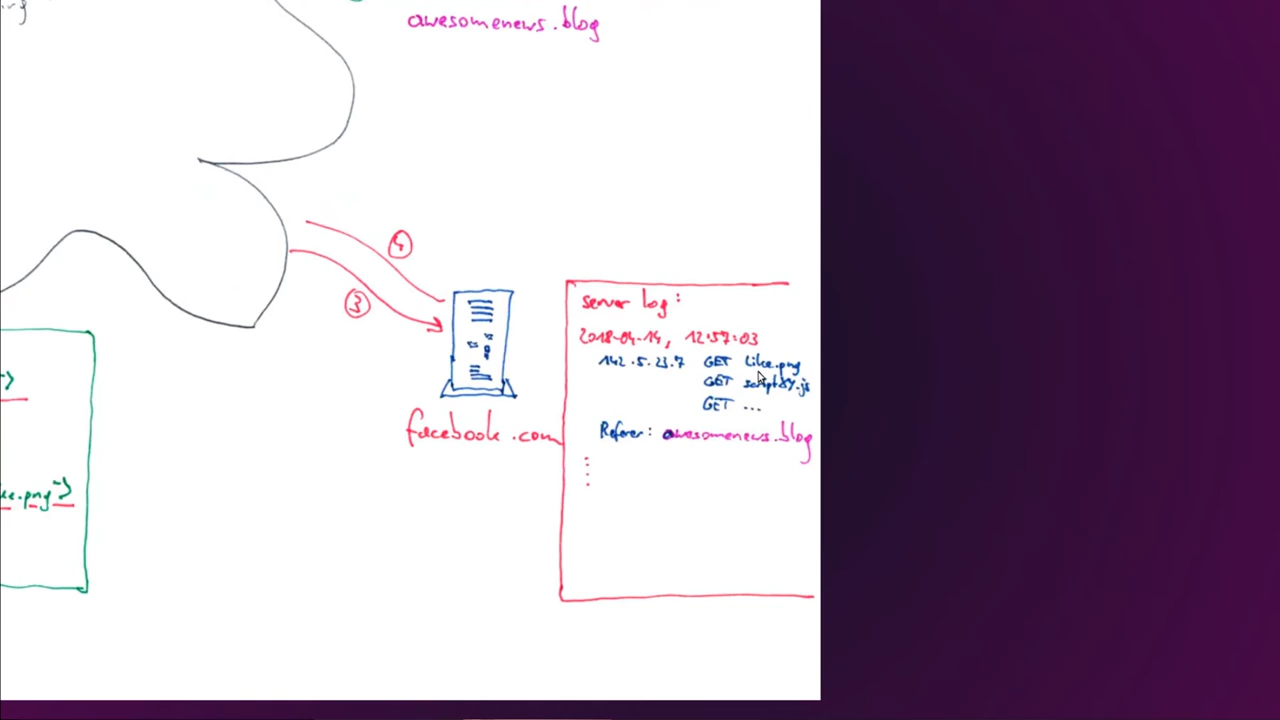 awesomenews.blog
4
3
server log:
2018-04-14, 12:57:03
142.5.23.7 GET like.png
GET
GET ...
Referer: awesomenews.blog
facebook.com
.png">